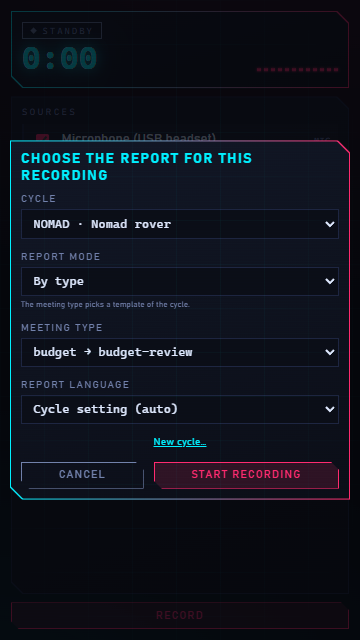 ◆ STANDBY
0:00
SOURCES
Microphone (USB headset)
CHOOSE THE REPORT FOR THIS
RECORDING
CYCLE
NOMAD · Nomad rover
REPORT MODE
By type
The meeting type picks a template of the cycle.
MEETING TYPE
budget → budget-review
REPORT LANGUAGE
Cycle setting (auto)
New cycle…
CANCEL
START RECORDING
RECORD